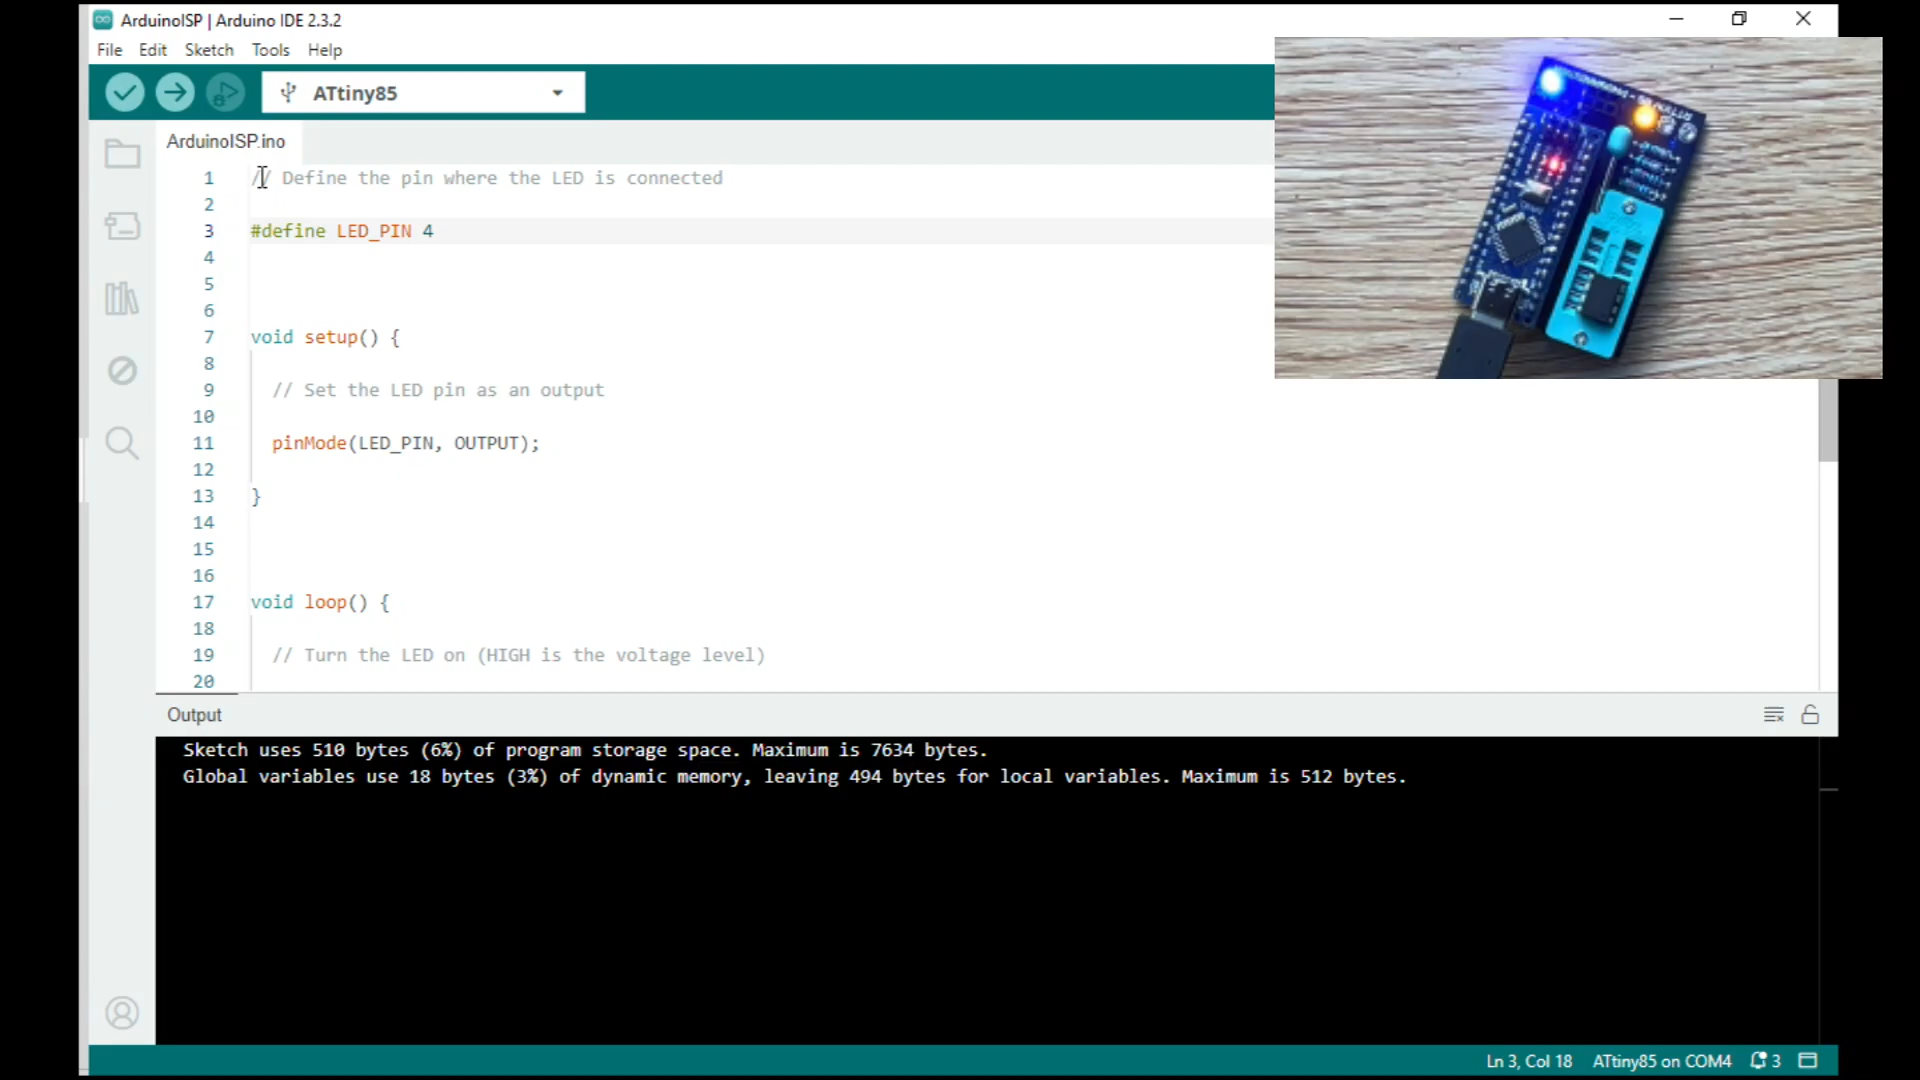 ArduinoISP | Arduino IDE 2.3.2
File Edit Sketch Tools Help
ATtiny85
ArduinoISP.ino
1 // Define the pin where the LED is connected
2
3 #define LED_PIN 4
4
5
6
7 void setup() {
8
9 // Set the LED pin as an output
10
11 pinMode(LED_PIN, OUTPUT);
12
13 }
14
15
16
17 void loop() {
18
19 // Turn the LED on (HIGH is the voltage level)
20
Output
Sketch uses 510 bytes (6%) of program storage space. Maximum is 7634 bytes.
Global variables use 18 bytes (3%) of dynamic memory, leaving 494 bytes for local variables. Maximum is 512 bytes.
Ln 3, Col 18 ATtiny85 on COM4 3